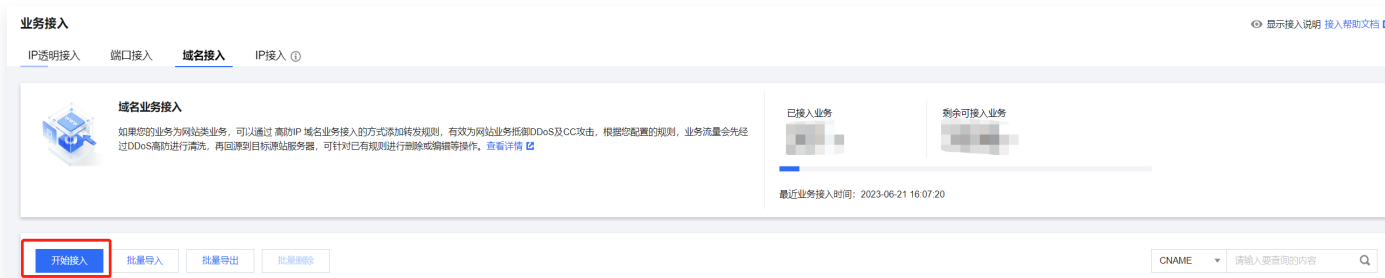 业务接入
显示接入说明 接入帮助文档
IP透明接入 端口接入 域名接入 IP接入
域名业务接入
如果您的业务为网站类业务，可以通过 高防IP 域名业务接入的方式添加转发规则，有效为网站业务抵御DDoS及CC攻击，根据您配置的规则，业务流量会先经
过DDoS高防进行清洗，再回源到目标源站服务器，可针对已有规则进行删除或编辑等操作。查看详情
已接入业务
剩余可接入业务
最近业务接入时间：2023-06-21 16:07:20
开始接入 批量导入 批量导出 批量删除
CNAME 请输入要查询的内容